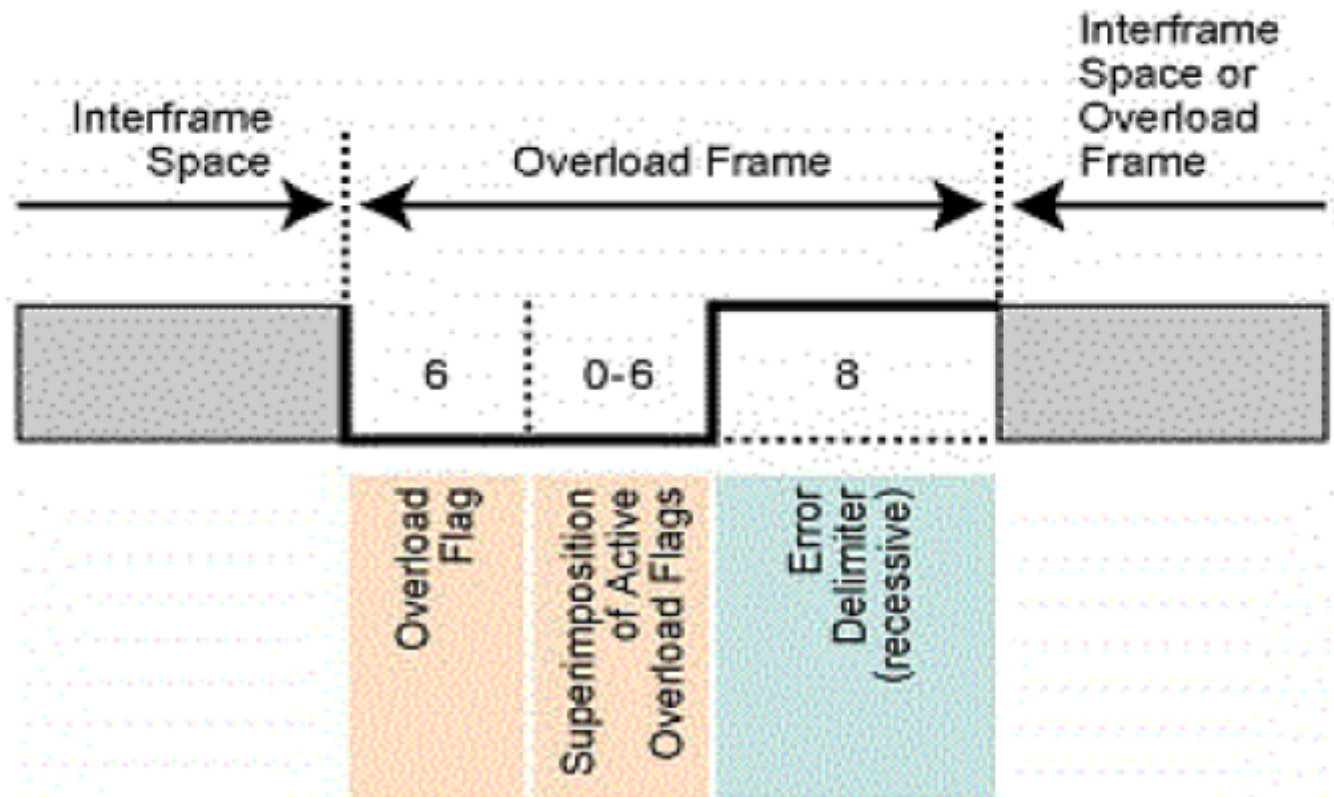 Interframe
Space
Overload Frame
Interframe
Space or
Overload
Frame
6
0-6
8
Overload
Flag
Superimposition
of Active
Overload Flags
Error
Delimiter
(recessive)